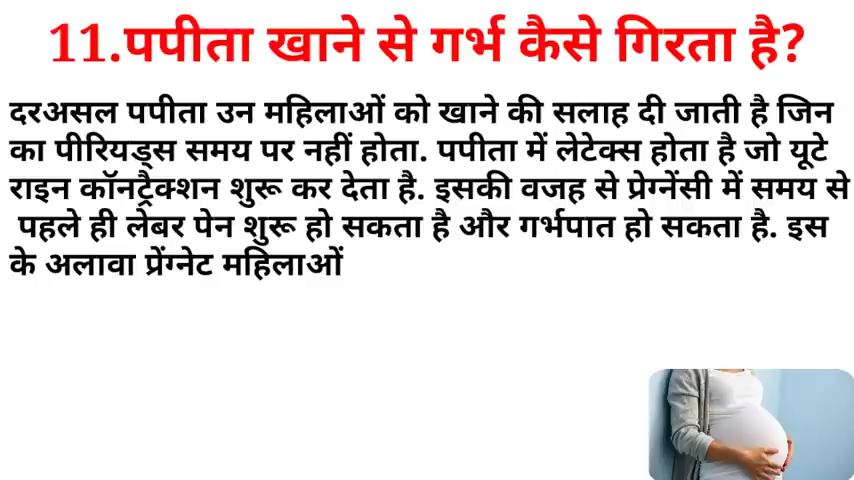 11.पपीता खाने से गर्भ कैसे गिरता है?
दरअसल पपीता उन महिलाओं को खाने की सलाह दी जाती है जिन
का पीरियड्स समय पर नहीं होता. पपीता में लेटेक्स होता है जो यूटे
राइन कॉनट्रैक्शन शुरू कर देता है. इसकी वजह से प्रेग्नेंसी में समय से
पहले ही लेबर पेन शुरू हो सकता है और गर्भपात हो सकता है. इस
के अलावा प्रेंग्नेट महिलाओं